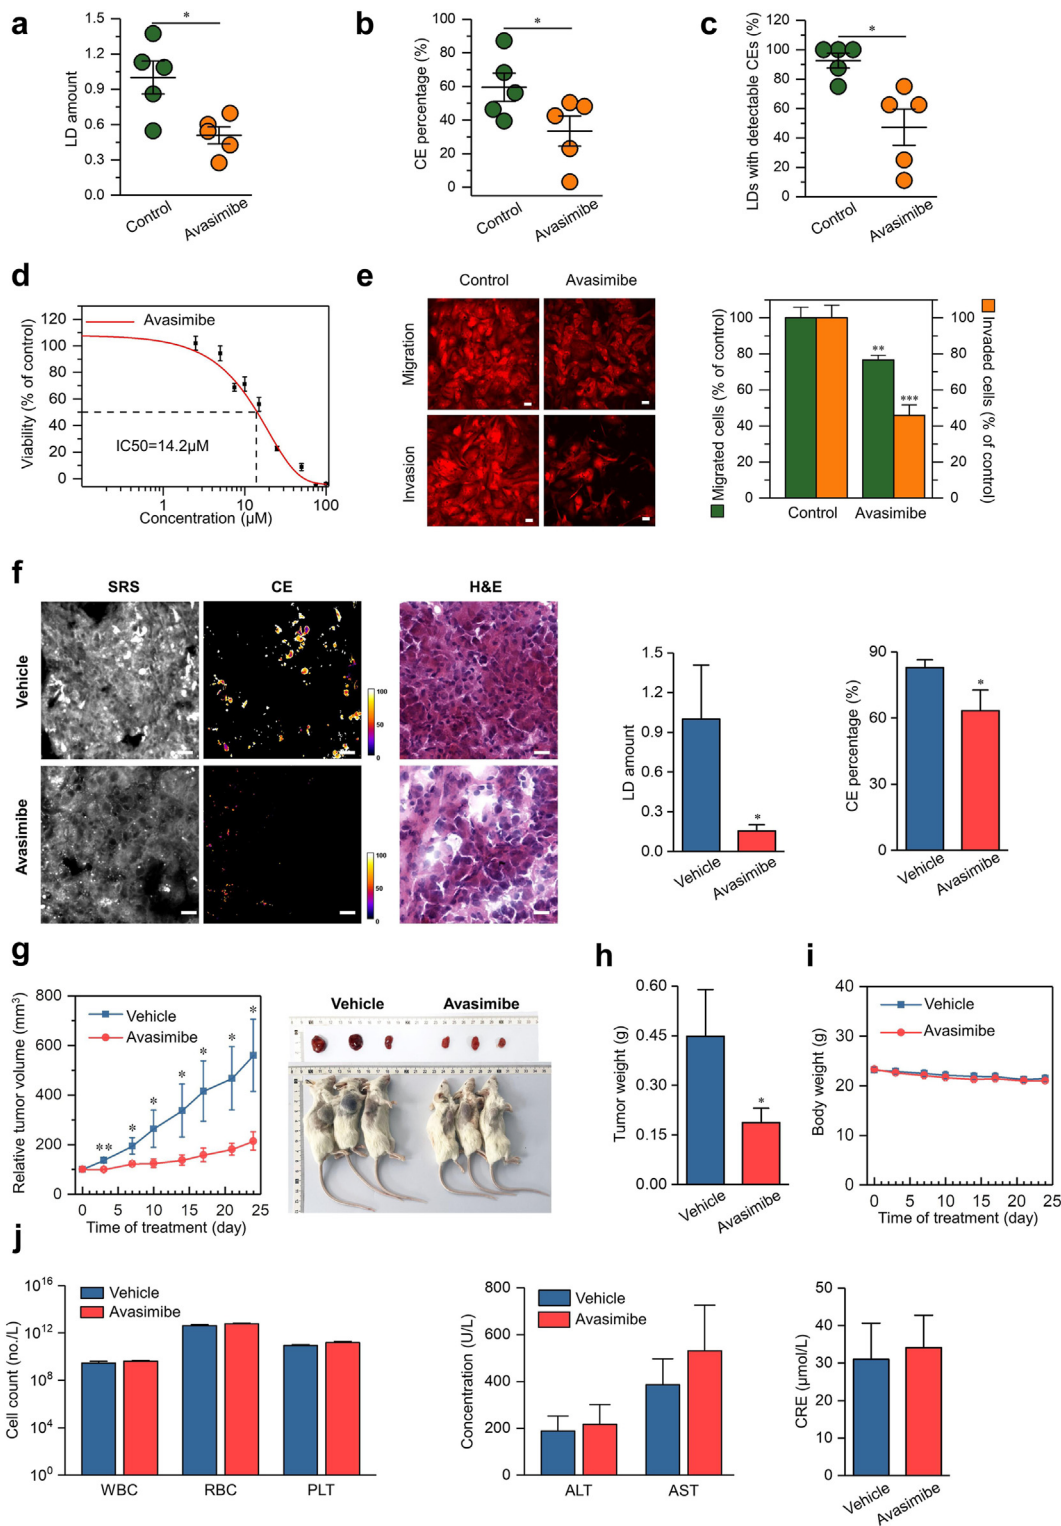 a
LD amount
1.5
1.2
0.9
0.6
0.3
0.0
*
Control
Avasimibe
b
CE percentage (%)
100
80
60
40
20
0
*
Control
Avasimibe
c
LDs with detectable CEs (%)
120
100
80
60
40
20
0
*
Control
Avasimibe
d
Viability (% of control)
120
100
80
60
40
20
0
Avasimibe
IC50=14.2µM
1
10
100
Concentration (µM)
e
Control
Avasimibe
Migration
Invasion
Migrated cells (% of control)
100
80
60
40
20
0
**
***
100
80
60
40
20
0
Invaded cells (% of control)
Control
Avasimibe
f
SRS
CE
H&E
Vehicle
Avasimibe
100
50
0
100
50
0
LD amount
1.5
1.2
0.9
0.6
0.3
0.0
*
Vehicle
Avasimibe
CE percentage (%)
90
60
30
0
*
Vehicle
Avasimibe
g
Relative tumor volume (mm3)
800
600
400
200
0
Vehicle
Avasimibe
**
*
*
*
*
*
*
0
5
10
15
20
25
Time of treatment (day)
Vehicle
Avasimibe
h
Tumor weight (g)
0.60
0.45
0.30
0.15
0.00
*
Vehicle
Avasimibe
i
Body weight (g)
40
30
20
10
0
Vehicle
Avasimibe
0
5
10
15
20
25
Time of treatment (day)
j
Cell count (no./L)
1016
1012
108
104
100
Vehicle
Avasimibe
WBC
RBC
PLT
Concentration (U/L)
800
600
400
200
0
Vehicle
Avasimibe
ALT
AST
CRE (µmol/L)
50
40
30
20
10
0
Vehicle
Avasimibe